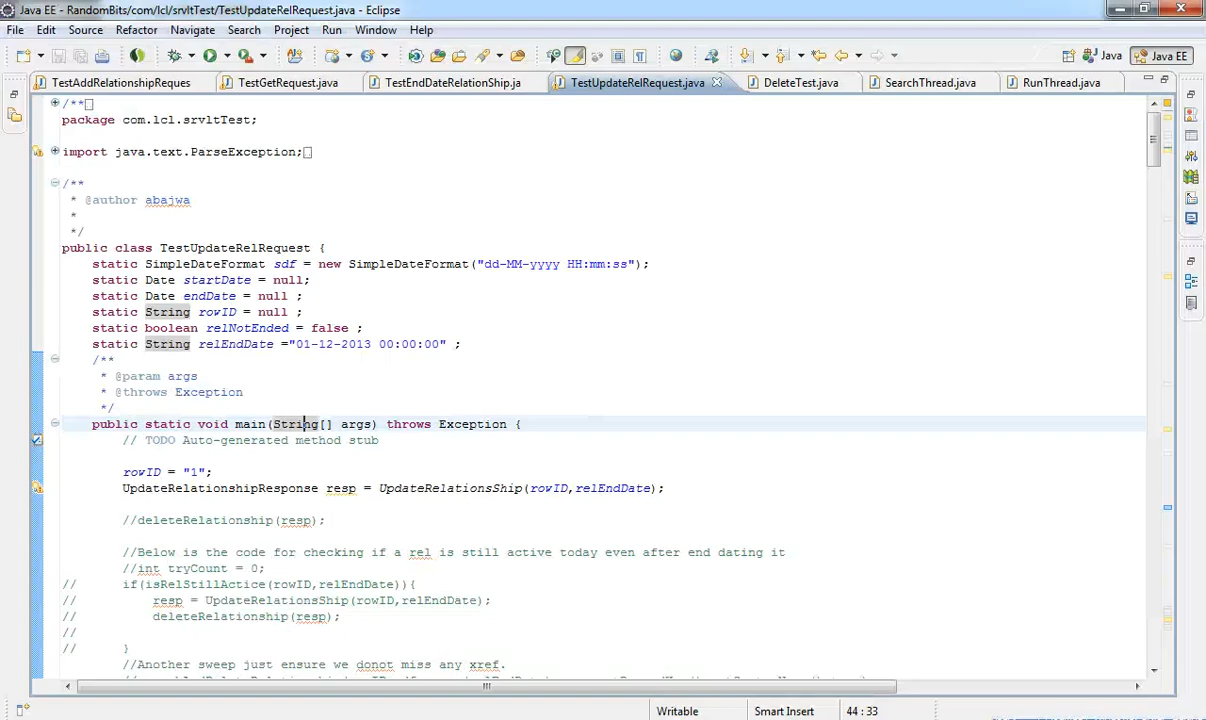 Java EE - RandomBits/com/lcl/srvltTest/TestUpdateRelRequest.java - Eclipse
File Edit Source Refactor Navigate Search Project Run Window Help
Java Java EE
TestAddRelationshipReques TestGetRequest.java TestEndDateRelationShip.ja TestUpdateRelRequest.java DeleteTest.java SearchThread.java RunThread.java
/**
package com.lcl.srvltTest;
import java.text.ParseException;
/**
* @author abajwa
*
*/
public class TestUpdateRelRequest {
static SimpleDateFormat sdf = new SimpleDateFormat("dd-MM-yyyy HH:mm:ss");
static Date startDate = null;
static Date endDate = null ;
static String rowID = null ;
static boolean relNotEnded = false ;
static String relEndDate ="01-12-2013 00:00:00" ;
/**
* @param args
* @throws Exception
*/
public static void main(String[] args) throws Exception {
// TODO Auto-generated method stub
rowID = "1";
UpdateRelationshipResponse resp = UpdateRelationsShip(rowID,relEndDate);
//deleteRelationship(resp);
//Below is the code for checking if a rel is still active today even after end dating it
//int tryCount = 0;
// if(isRelStillActice(rowID,relEndDate)){
// resp = UpdateRelationsShip(rowID,relEndDate);
// deleteRelationship(resp);
//
// }
//Another sweep just ensure we donot miss any xref.
Writable Smart Insert 44 : 33